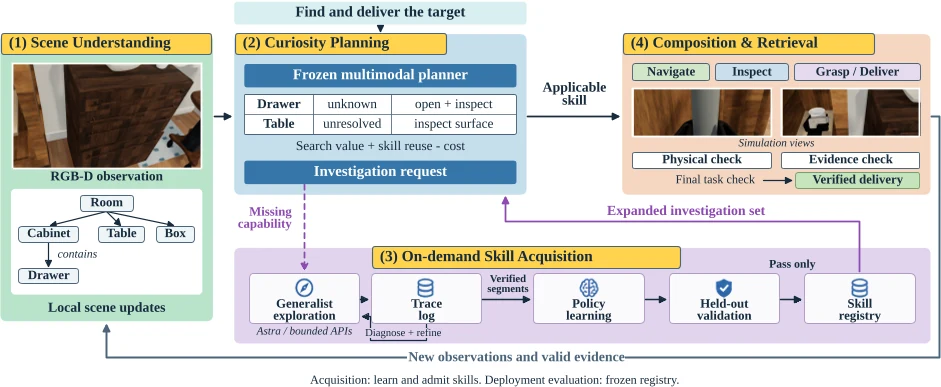 Find and deliver the target
(1) Scene Understanding
RGB-D observation
Room
Cabinet
Table
Box
contains
Drawer
Local scene updates
(2) Curiosity Planning
Frozen multimodal planner
Drawer unknown open + inspect
Table unresolved inspect surface
Search value + skill reuse - cost
Investigation request
Missing
capability
Applicable
skill
(4) Composition & Retrieval
Navigate
Inspect
Grasp / Deliver
Simulation views
Physical check
Evidence check
Final task check
Verified delivery
Expanded investigation set
(3) On-demand Skill Acquisition
Pass only
Generalist
exploration
Astra / bounded APIs
Trace
log
Diagnose + refine
Verified
segments
Policy
learning
Held-out
validation
Skill
registry
New observations and valid evidence
Acquisition: learn and admit skills. Deployment evaluation: frozen registry.